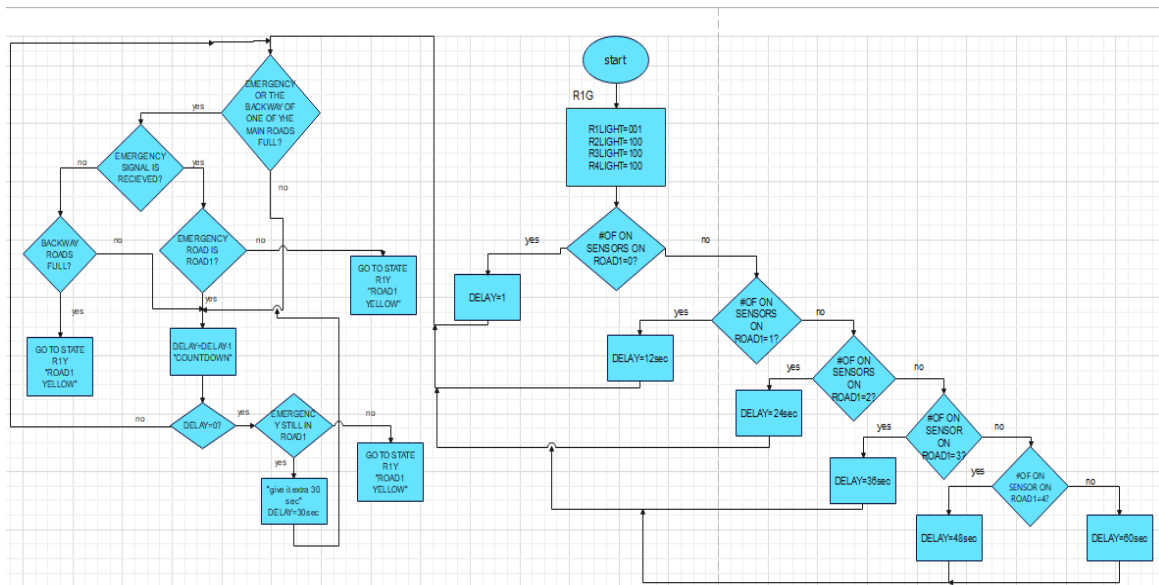 start
R1G
R1LIGHT=001
R2LIGHT=100
R3LIGHT=100
R4LIGHT=100
#OF ON
SENSORS ON
ROAD1=0?
yes
no
DELAY=1
#OF ON
SENSORS
ON
ROAD1=1?
yes
no
DELAY=12sec
#OF ON
SENSORS
ON
ROAD1=2?
yes
no
DELAY=24sec
#OF ON
SENSOR
ON
ROAD1=3?
yes
no
DELAY=36sec
#OF ON
SENSOR ON
ROAD1=4?
yes
no
DELAY=48sec
DELAY=60sec
EMERGENCY
OR THE
BACKWAY OF
ONE OF YHE
MAIN ROADS
FULL?
yes
no
EMERGENCY
SIGNAL IS
RECIEVED?
no
yes
BACKWAY
ROADS
FULL?
no
yes
GO TO STATE
R1Y
"ROAD1
YELLOW"
EMERGENCY
ROAD IS
ROAD1?
no
yes
GO TO STATE
R1Y
"ROAD1
YELLOW"
DELAY=DELAY-1
"COUNTDOWN"
DELAY=0?
no
yes
EMERGENC
Y STILL IN
ROAD1
no
yes
GO TO STATE
R1Y
"ROAD1
YELLOW"
"give it extra 30
sec"
DELAY=30sec